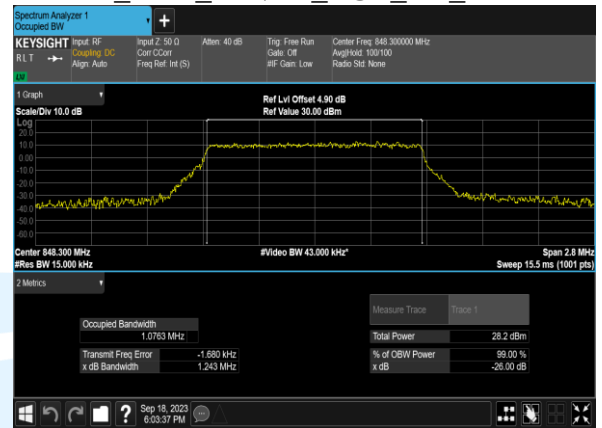 Spectrum Analyzer 1
Occupied BW
KEYSIGHT
RLT
LW
Input: RF
Coupling: DC
Align: Auto
Input Z: 50 Ω
Corr CCorr
Freq Ref: Int (S)
Atten: 40 dB
Trig: Free Run
Gate: Off
#IF Gain: Low
Center Freq: 848.300000 MHz
Avg|Hold: 100/100
Radio Std: None
1 Graph
Scale/Div 10.0 dB
Ref Lvl Offset 4.90 dB
Ref Value 30.00 dBm
Log
20.0
10.0
0.00
-10.0
-20.0
-30.0
-40.0
-50.0
-60.0
Center 848.300 MHz
#Video BW 43.000 kHz*
Span 2.8 MHz
#Res BW 15.000 kHz
Sweep 15.5 ms (1001 pts)
2 Metrics
Measure Trace
Trace 1
Occupied Bandwidth
1.0763 MHz
Total Power
28.2 dBm
Transmit Freq Error
-1.680 kHz
% of OBW Power
99.00 %
x dB Bandwidth
1.243 MHz
x dB
-26.00 dB
?
Sep 18, 2023
6:03:37 PM